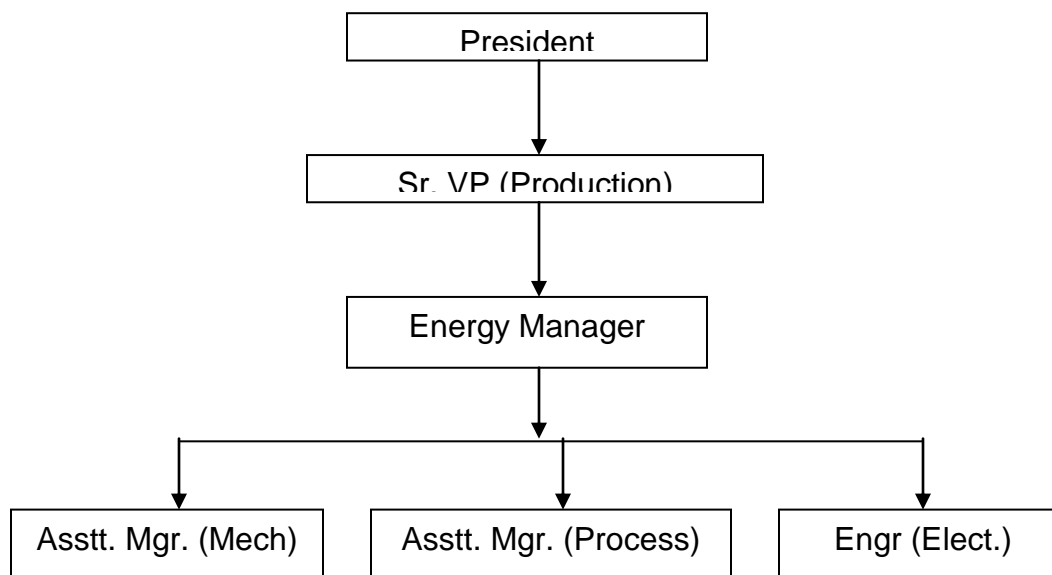 President
Sr. VP (Production)
Energy Manager
Asstt. Mgr. (Mech)
Asstt. Mgr. (Process)
Engr (Elect.)